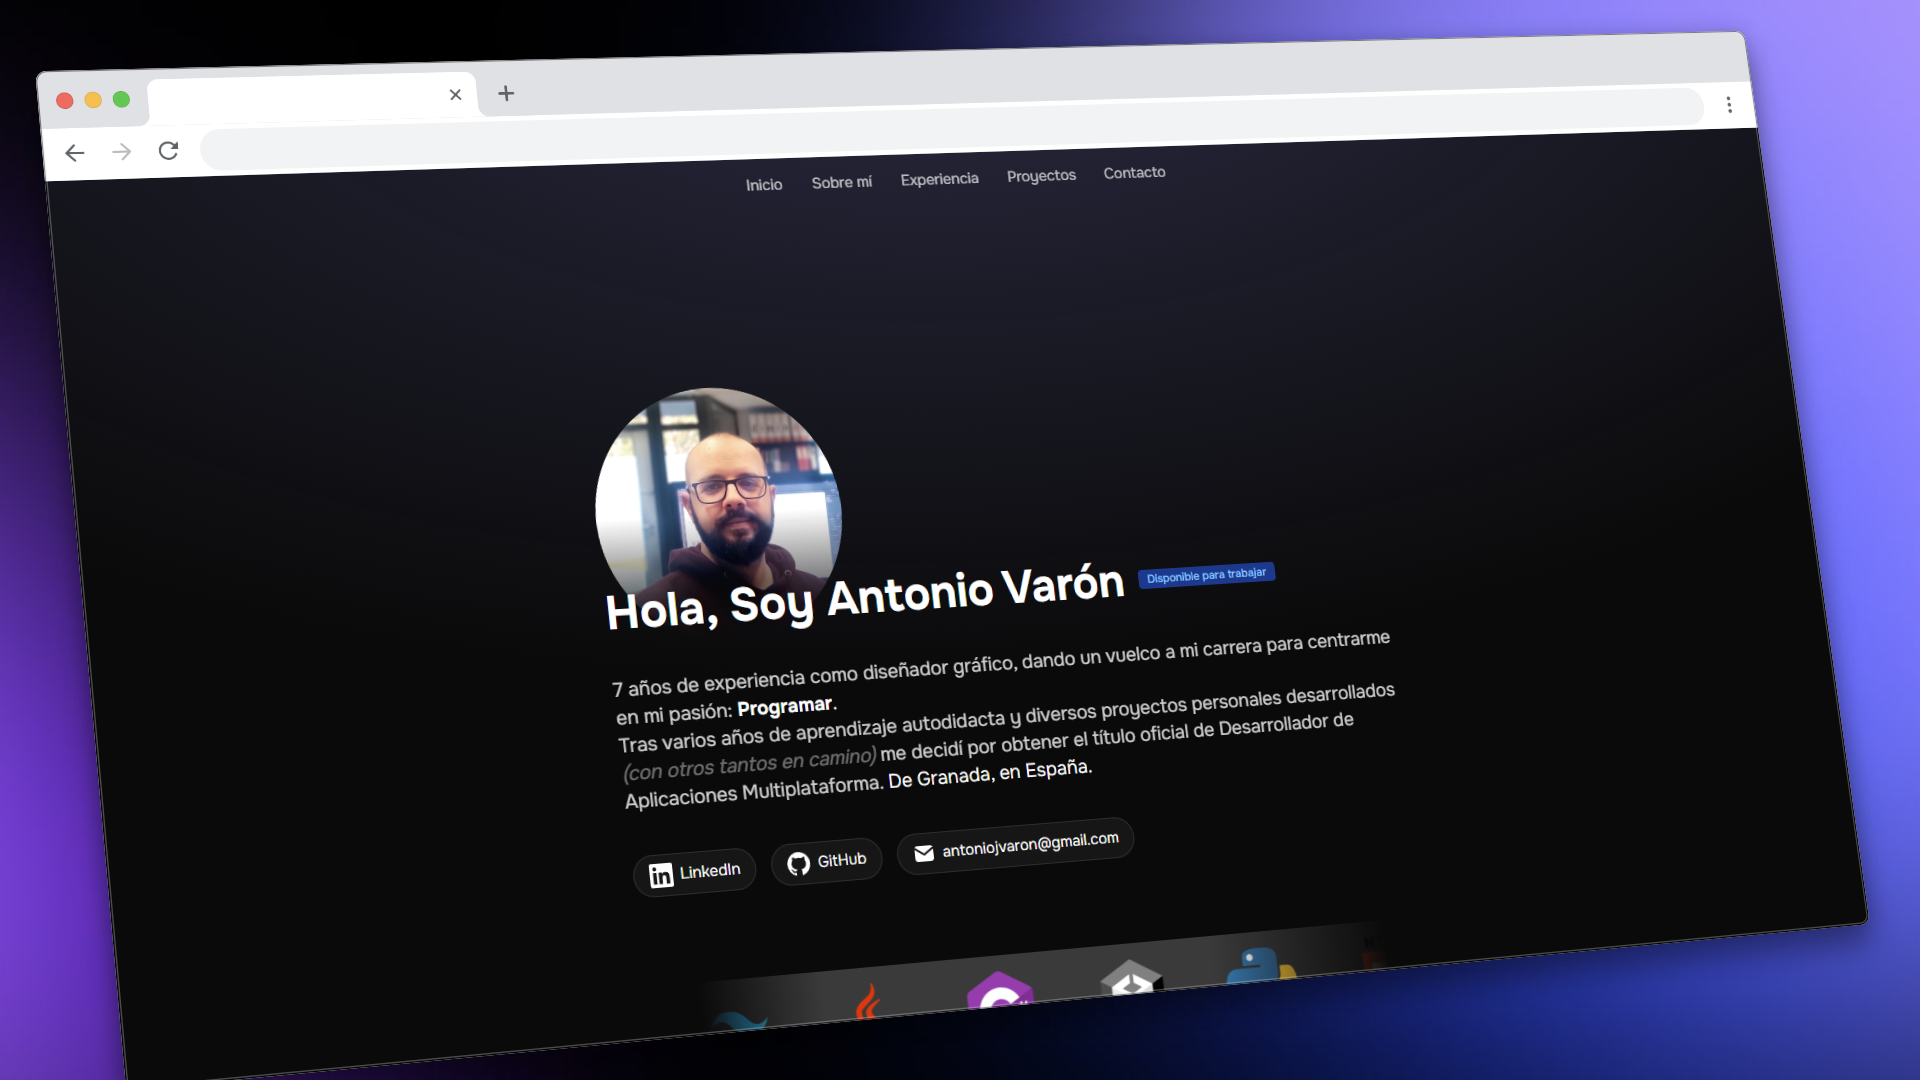 Inicio Sobre mí Experiencia Proyectos Contacto
Hola, Soy Antonio Varón
Disponible para trabajar
7 años de experiencia como diseñador gráfico, dando un vuelco a mi carrera para centrarme
en mi pasión: Programar.
Tras varios años de aprendizaje autodidacta y diversos proyectos personales desarrollados
(con otros tantos en camino) me decidí por obtener el título oficial de Desarrollador de
Aplicaciones Multiplataforma. De Granada, en España.
LinkedIn GitHub antoniojvaron@gmail.com